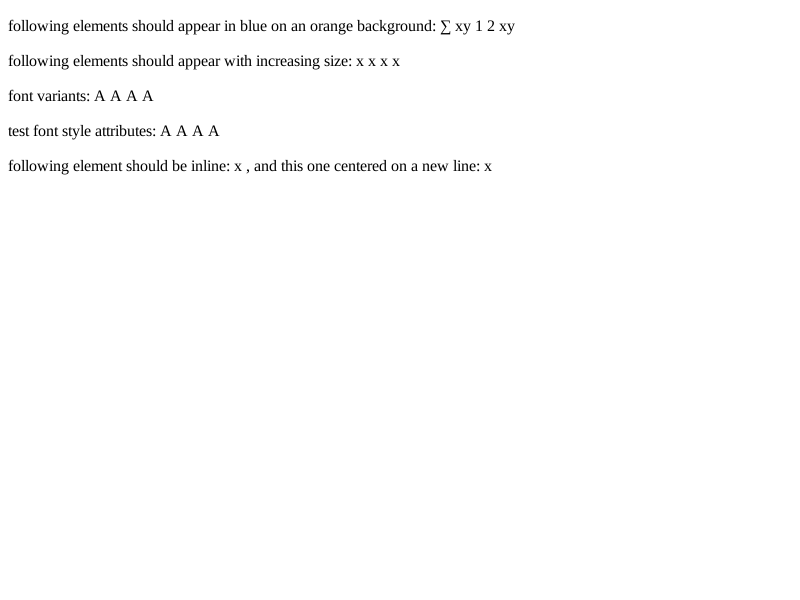 following elements should appear in blue on an orange background: ∑ xy 1 2 xy
following elements should appear with increasing size: x x x x
font variants: A A A A
test font style attributes: A A A A
following element should be inline: x , and this one centered on a new line: x